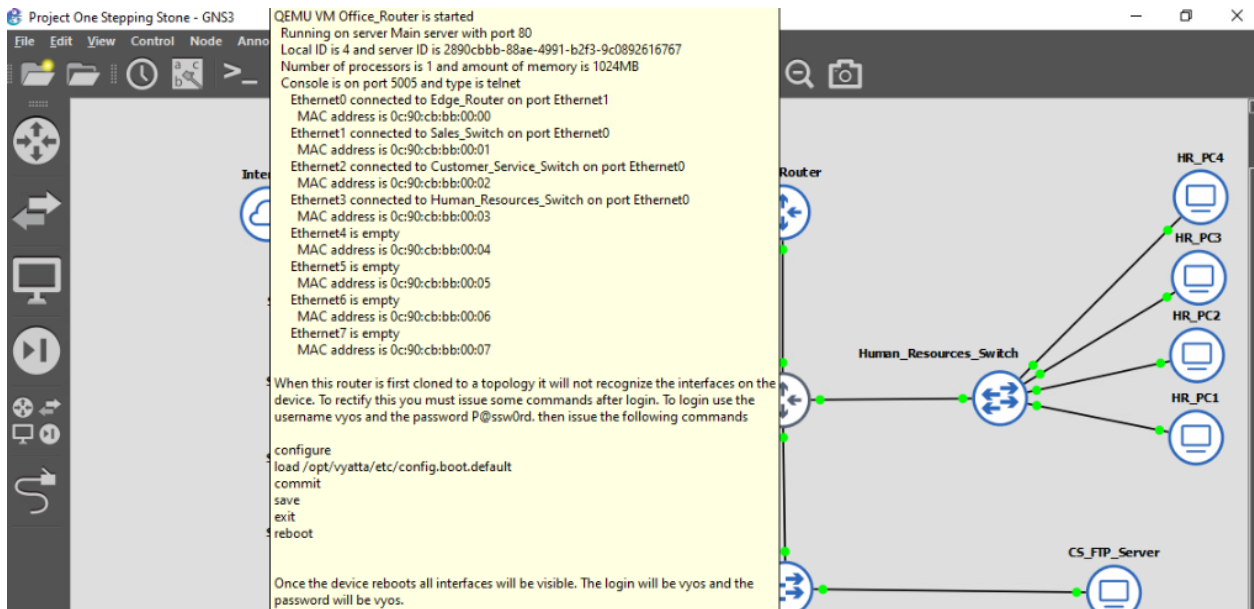 Project One Stepping Stone - GNS3
File Edit View Control Node Anno
QEMU VM Office_Router is started
Running on server Main server with port 80
Local ID is 4 and server ID is 2890cbbb-88ae-4991-b2f3-9c0892616767
Number of processors is 1 and amount of memory is 1024MB
Console is on port 5005 and type is telnet
Ethernet0 connected to Edge_Router on port Ethernet1
MAC address is 0c:90:cb:bb:00:00
Ethernet1 connected to Sales_Switch on port Ethernet0
MAC address is 0c:90:cb:bb:00:01
Ethernet2 connected to Customer_Service_Switch on port Ethernet0
MAC address is 0c:90:cb:bb:00:02
Ethernet3 connected to Human_Resources_Switch on port Ethernet0
MAC address is 0c:90:cb:bb:00:03
Ethernet4 is empty
MAC address is 0c:90:cb:bb:00:04
Ethernet5 is empty
MAC address is 0c:90:cb:bb:00:05
Ethernet6 is empty
MAC address is 0c:90:cb:bb:00:06
Ethernet7 is empty
MAC address is 0c:90:cb:bb:00:07
When this router is first cloned to a topology it will not recognize the interfaces on the
device. To rectify this you must issue some commands after login. To login use the
username vyos and the password P@ssw0rd. then issue the following commands
configure
load /opt/vyatta/etc/config.boot.default
commit
save
exit
reboot
Once the device reboots all interfaces will be visible. The login will be vyos and the
password will be vyos.
Inte
Router
HR_PC4
HR_PC3
HR_PC2
HR_PC1
Human_Resources_Switch
CS_FTP_Server